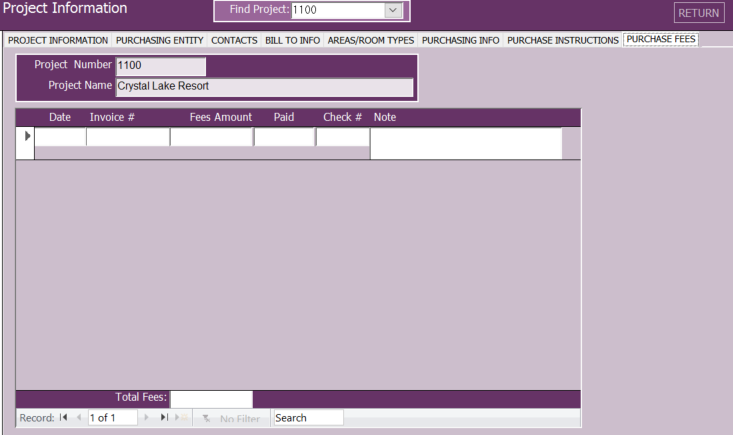 Project Information Find Project: 1100 RETURN
PROJECT INFORMATION PURCHASING ENTITY CONTACTS BILL TO INFO AREAS/ROOM TYPES PURCHASING INFO PURCHASE INSTRUCTIONS PURCHASE FEES
Project Number 1100
Project Name Crystal Lake Resort
Date Invoice # Fees Amount Paid Check # Note
Total Fees:
Record: 1 of 1 No Filter Search